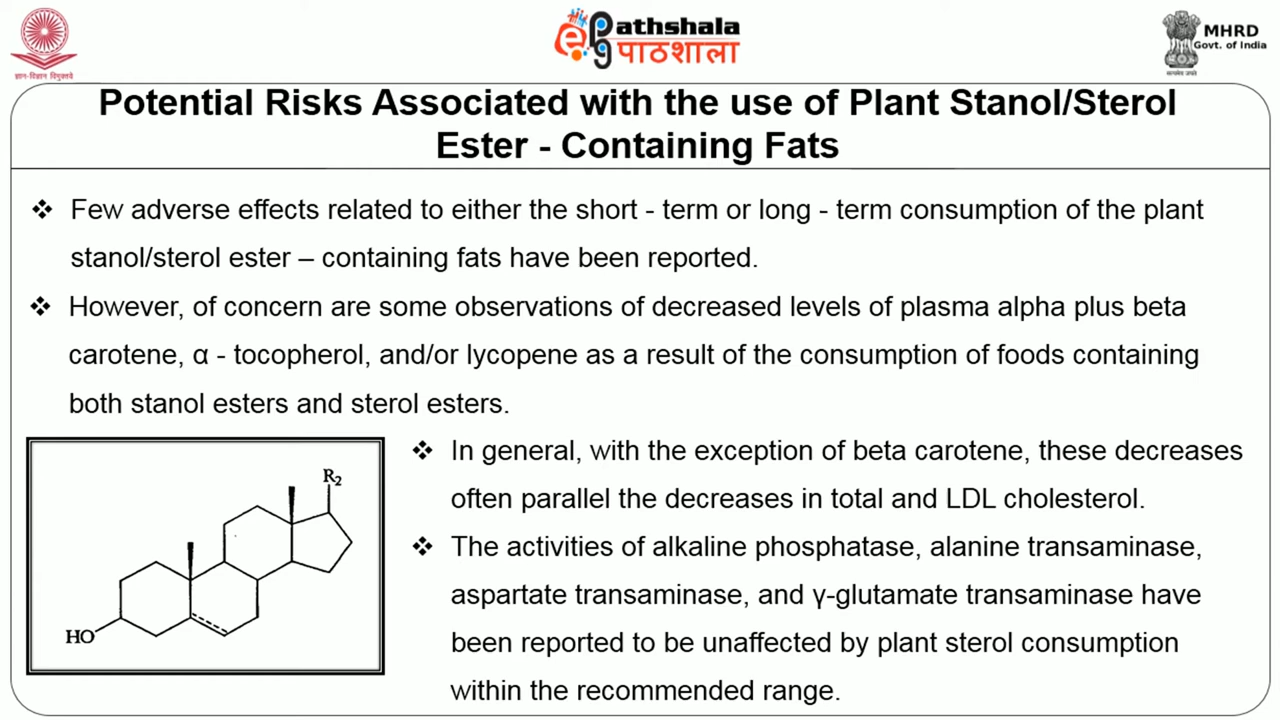 ज्ञान-विज्ञान विमुक्तये
ePathshala
पाठशाला
MHRD
Govt. of India
सत्यमेव जयते
Potential Risks Associated with the use of Plant Stanol/Sterol
Ester - Containing Fats
❖ Few adverse effects related to either the short - term or long - term consumption of the plant
stanol/sterol ester – containing fats have been reported.
❖ However, of concern are some observations of decreased levels of plasma alpha plus beta
carotene, α - tocopherol, and/or lycopene as a result of the consumption of foods containing
both stanol esters and sterol esters.
R2
HO
❖ In general, with the exception of beta carotene, these decreases
often parallel the decreases in total and LDL cholesterol.
❖ The activities of alkaline phosphatase, alanine transaminase,
aspartate transaminase, and γ-glutamate transaminase have
been reported to be unaffected by plant sterol consumption
within the recommended range.